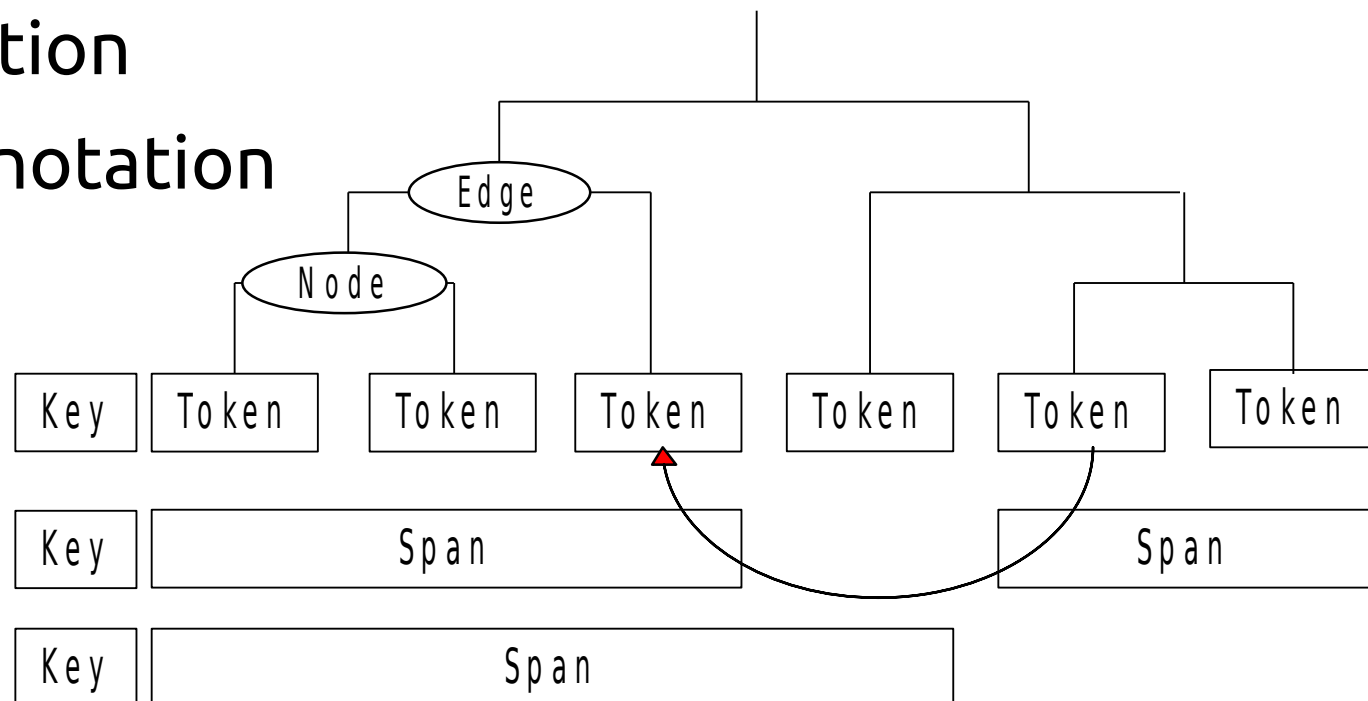 tion
notation
Edge
Node
Key Token Token Token Token Token Token
Key Span Span
Key Span